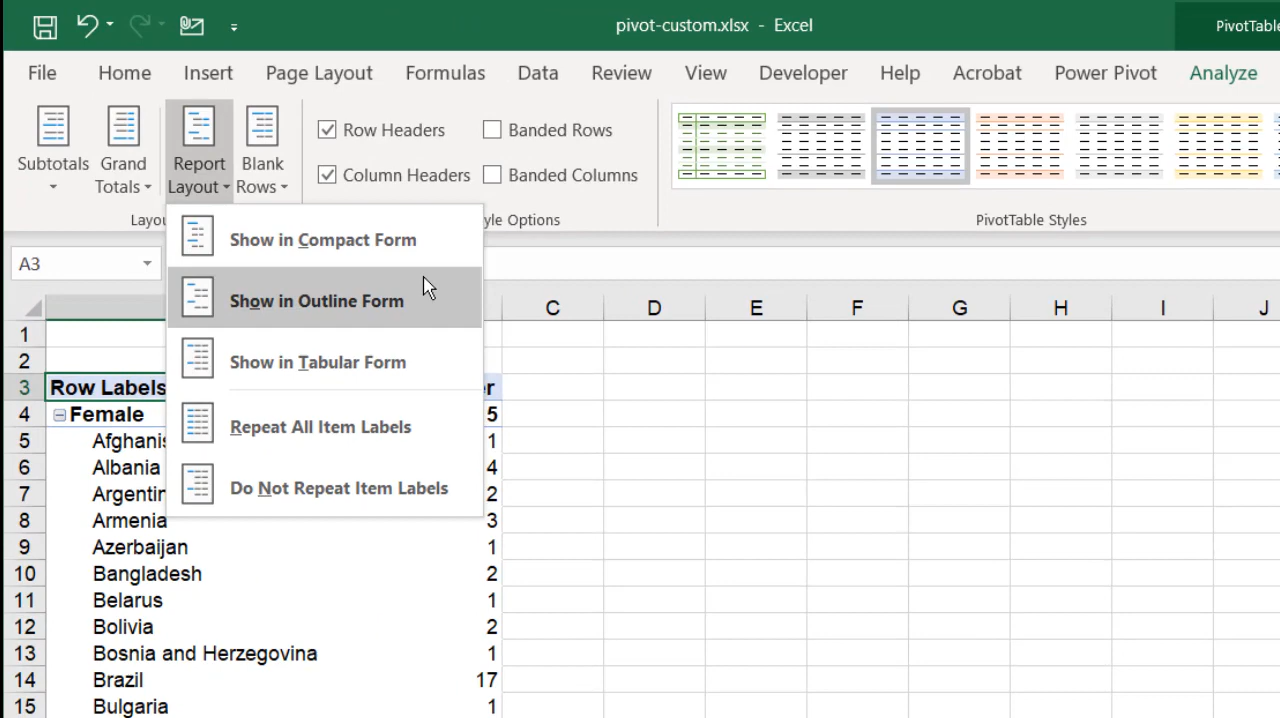 pivot-custom.xlsx - Excel
PivotTable
File Home Insert Page Layout Formulas Data Review View Developer Help Acrobat Power Pivot Analyze
Subtotals
Grand Totals
Report Layout
Blank Rows
Row Headers
Banded Rows
Column Headers
Banded Columns
Layou
yle Options
PivotTable Styles
Show in Compact Form
Show in Outline Form
Show in Tabular Form
Repeat All Item Labels
Do Not Repeat Item Labels
A3
C D E F G H I J
1
2
3 Row Labels er
4 Female 5
5 Afghanis 1
6 Albania 4
7 Argentin 2
8 Armenia 3
9 Azerbaijan 1
10 Bangladesh 2
11 Belarus 1
12 Bolivia 2
13 Bosnia and Herzegovina 1
14 Brazil 17
15 Bulgaria 1